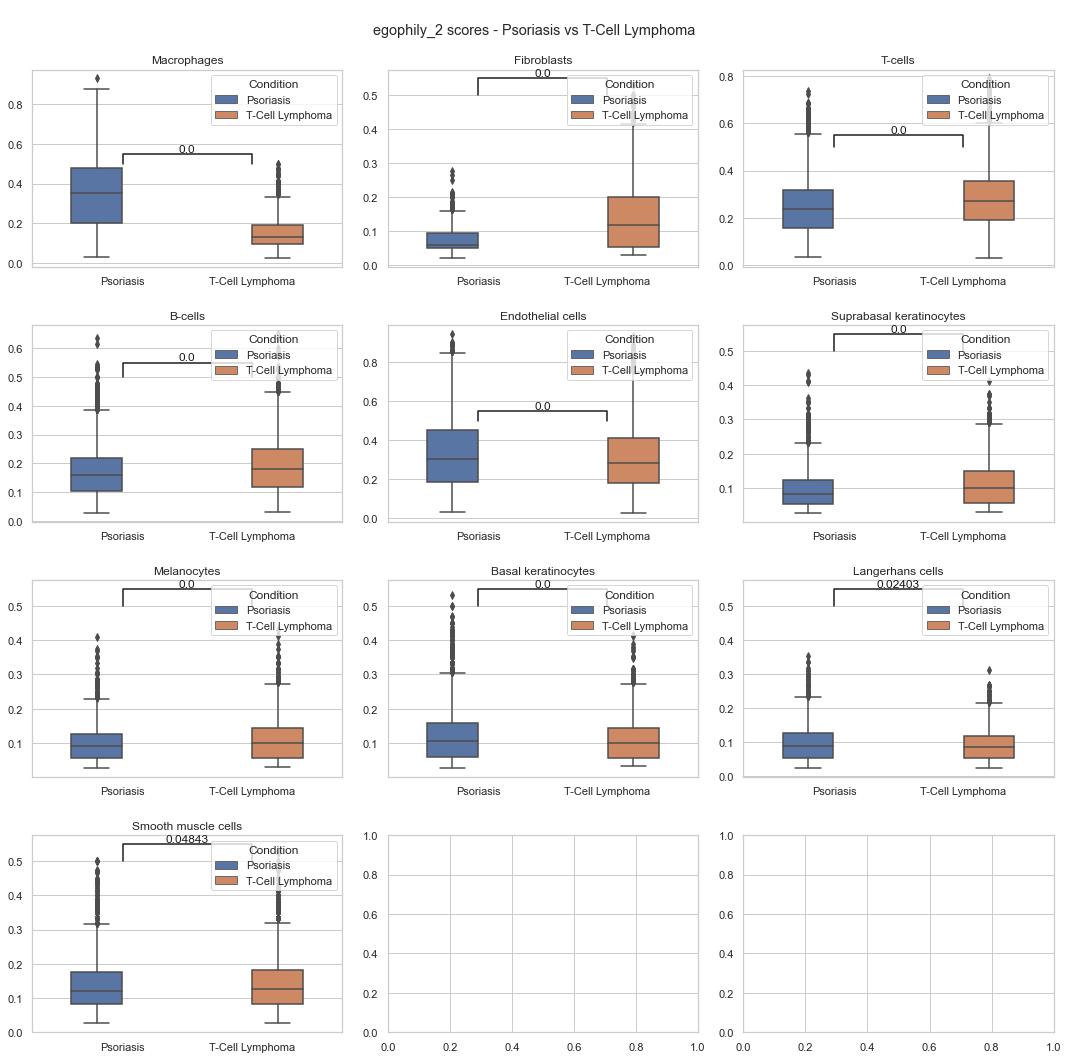 egophily_2 scores - Psoriasis vs T-Cell Lymphoma
Macrophages
0.8
0.6
0.4
0.2
0.0
0.0
Condition
Psoriasis
T-Cell Lymphoma
Psoriasis
T-Cell Lymphoma
Fibroblasts
0.5
0.4
0.3
0.2
0.1
0.0
0.0
Condition
Psoriasis
T-Cell Lymphoma
Psoriasis
T-Cell Lymphoma
T-cells
0.8
0.6
0.4
0.2
0.0
0.0
Condition
Psoriasis
T-Cell Lymphoma
Psoriasis
T-Cell Lymphoma
B-cells
0.6
0.5
0.4
0.3
0.2
0.1
0.0
0.0
Condition
Psoriasis
T-Cell Lymphoma
Psoriasis
T-Cell Lymphoma
Endothelial cells
0.8
0.6
0.4
0.2
0.0
0.0
Condition
Psoriasis
T-Cell Lymphoma
Psoriasis
T-Cell Lymphoma
Suprabasal keratinocytes
0.5
0.4
0.3
0.2
0.1
0.0
Condition
Psoriasis
T-Cell Lymphoma
Psoriasis
T-Cell Lymphoma
Melanocytes
0.5
0.4
0.3
0.2
0.1
0.0
Condition
Psoriasis
T-Cell Lymphoma
Psoriasis
T-Cell Lymphoma
Basal keratinocytes
0.5
0.4
0.3
0.2
0.1
0.0
Condition
Psoriasis
T-Cell Lymphoma
Psoriasis
T-Cell Lymphoma
Langerhans cells
0.5
0.4
0.3
0.2
0.1
0.0
0.02403
Condition
Psoriasis
T-Cell Lymphoma
Psoriasis
T-Cell Lymphoma
Smooth muscle cells
0.5
0.4
0.3
0.2
0.1
0.0
0.04843
Condition
Psoriasis
T-Cell Lymphoma
Psoriasis
T-Cell Lymphoma
1.0
0.8
0.6
0.4
0.2
0.0
0.0 0.2 0.4 0.6 0.8 1.0
1.0
0.8
0.6
0.4
0.2
0.0
0.0 0.2 0.4 0.6 0.8 1.0